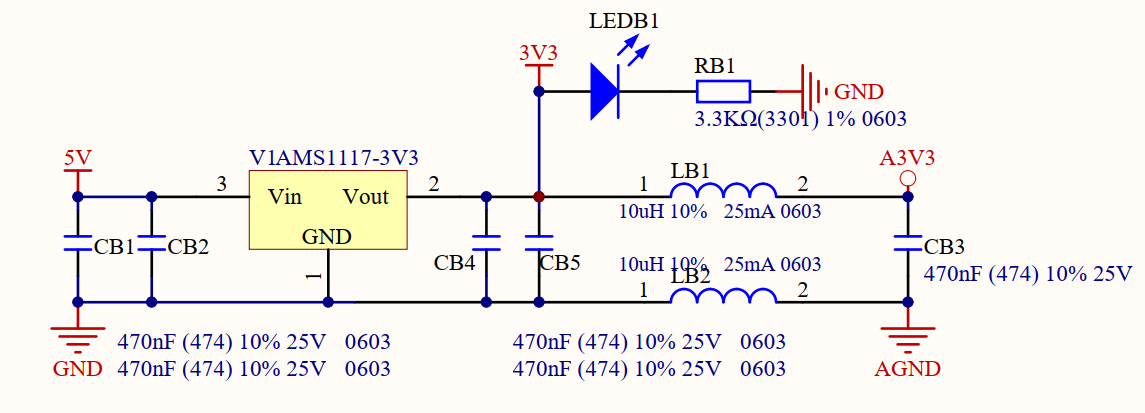 LEDB1
3V3
RB1
GND
3.3KΩ(3301) 1% 0603
5V
V1AMS1117-3V3
A3V3
3
Vin
Vout
2
1
LB1
2
10uH 10% 25mA 0603
GND
CB1
CB2
CB4
CB5
10uH 10% 25mA 0603
LB2
CB3
470nF (474) 10% 25V
1
1
2
470nF (474) 10% 25V 0603
470nF (474) 10% 25V 0603
GND
470nF (474) 10% 25V 0603
470nF (474) 10% 25V 0603
AGND